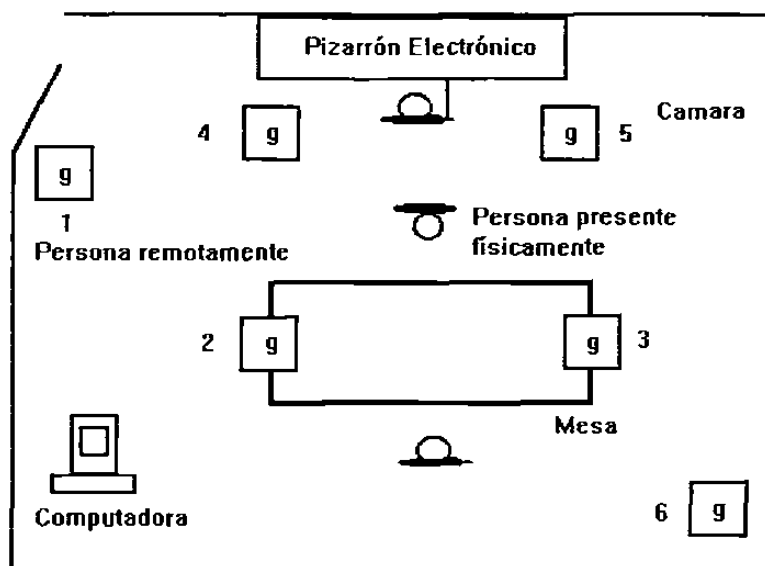 Pizarrón Electrónico
4 g
g 5
Camara
g
1
Persona remotamente
Persona presente
físicamente
2 g
g 3
Mesa
Computadora
6 g